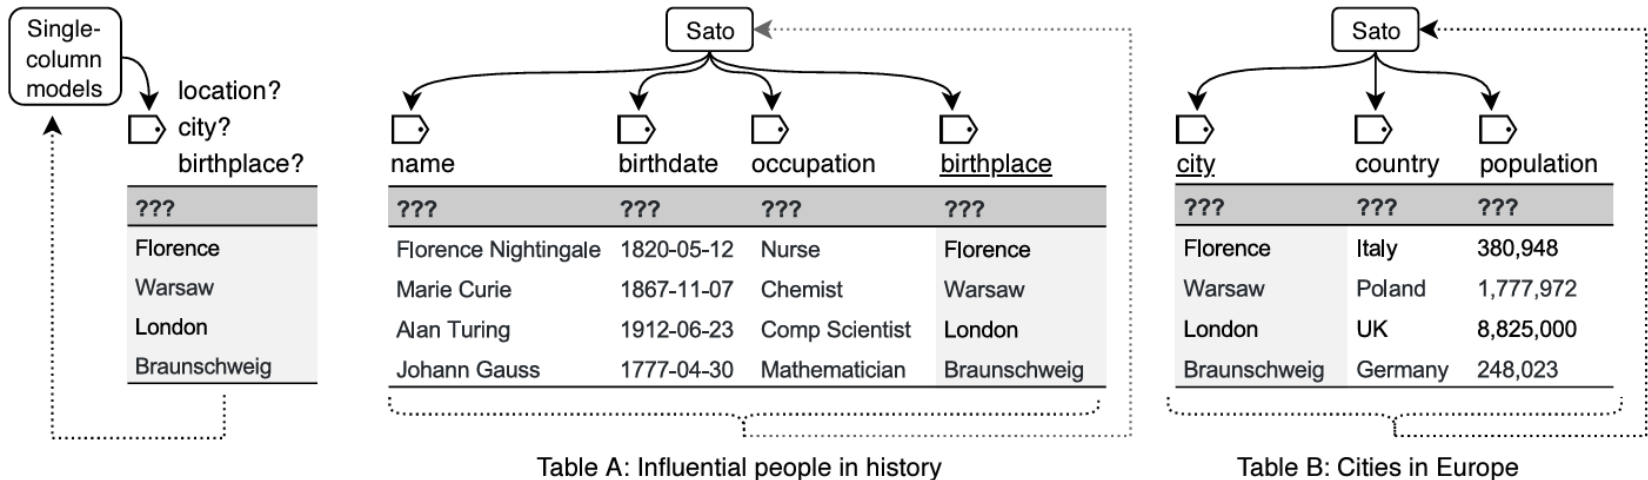 Single-
column
models
location?
city?
birthplace?
???
Florence
Warsaw
London
Braunschweig
Sato
name birthdate occupation birthplace
??? ??? ??? ???
Florence Nightingale 1820-05-12 Nurse Florence
Marie Curie 1867-11-07 Chemist Warsaw
Alan Turing 1912-06-23 Comp Scientist London
Johann Gauss 1777-04-30 Mathematician Braunschweig
Table A: Influential people in history
Sato
city country population
??? ??? ???
Florence Italy 380,948
Warsaw Poland 1,777,972
London UK 8,825,000
Braunschweig Germany 248,023
Table B: Cities in Europe